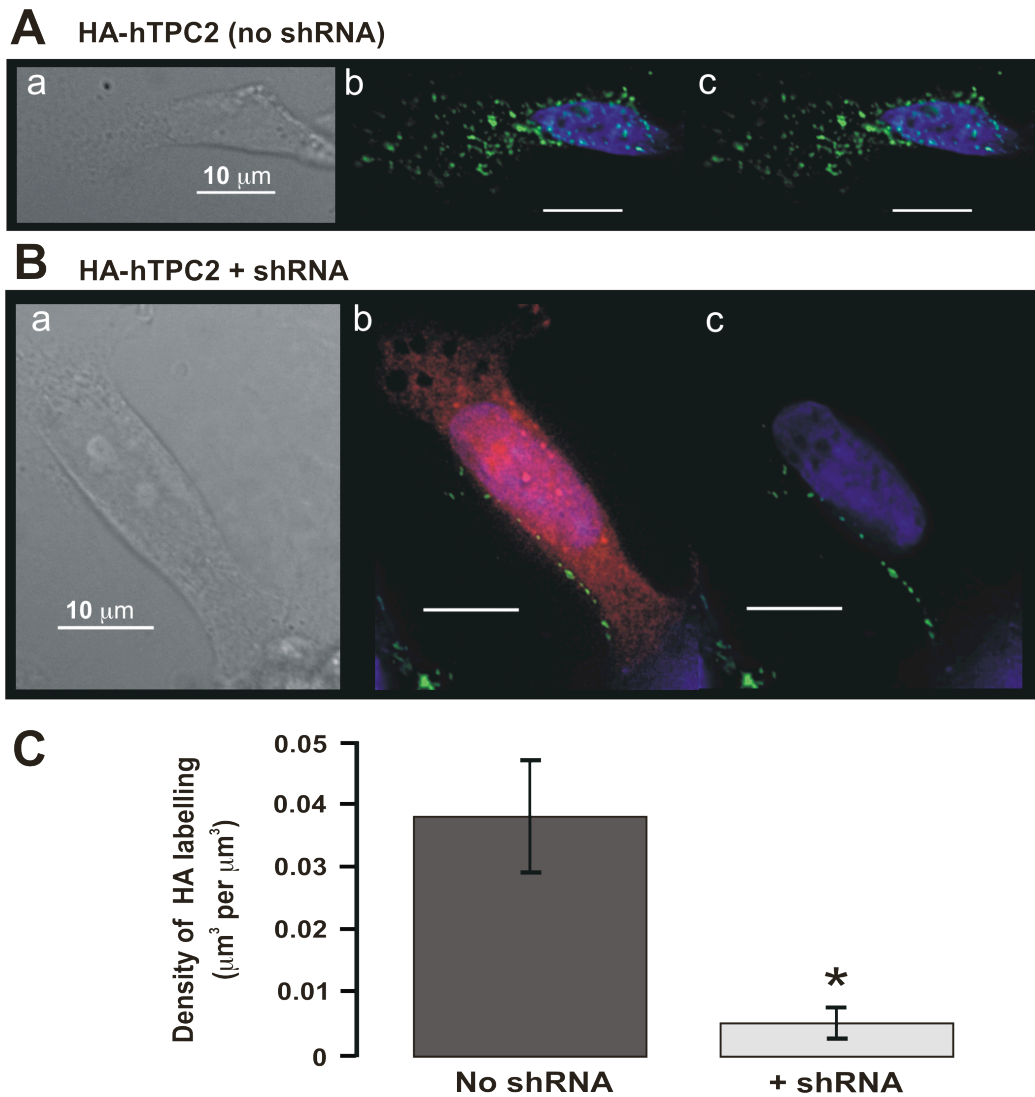 A HA-hTPC2 (no shRNA)
a b c
10 μm
B HA-hTPC2 + shRNA
a b c
10 μm
C
Density of HA labelling
(μm³ per μm³)
0.05
0.04
0.03
0.02
0.01
0
*
No shRNA + shRNA